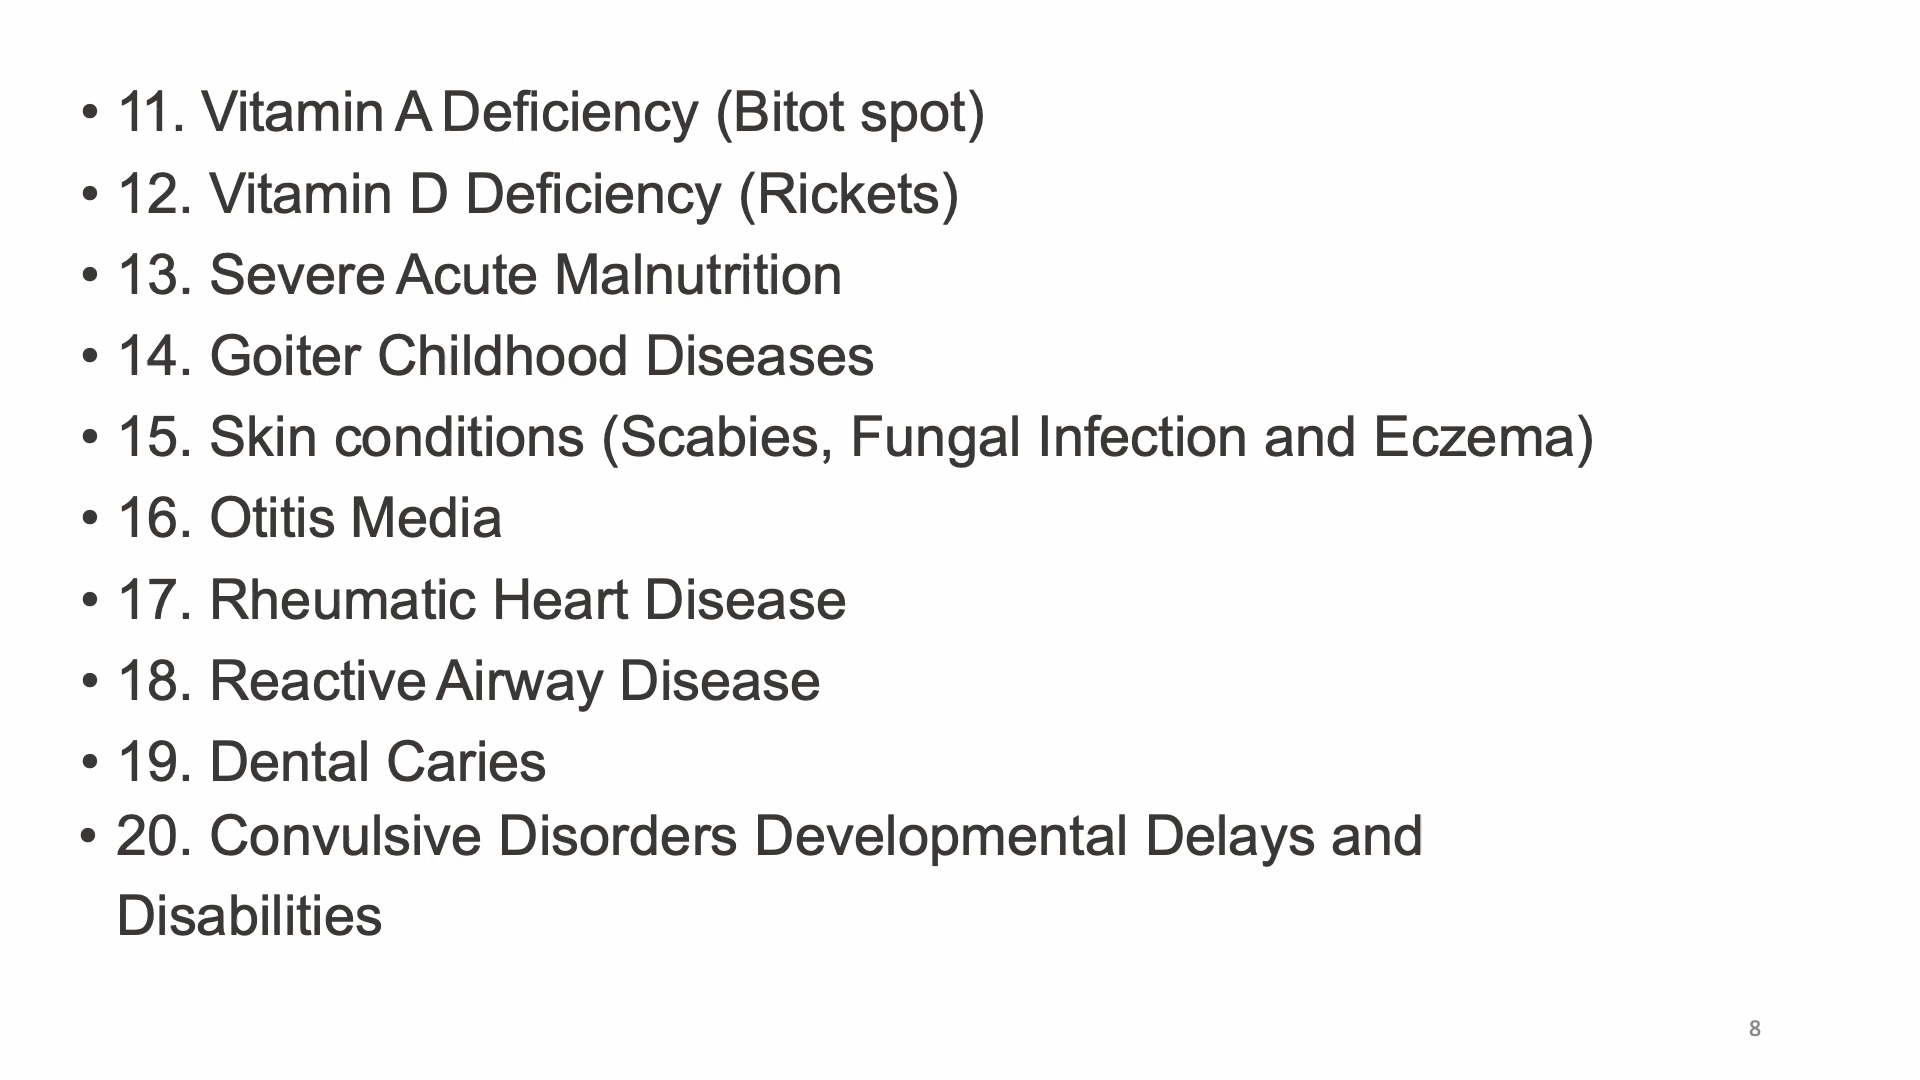 • 11. Vitamin A Deficiency (Bitot spot)
• 12. Vitamin D Deficiency (Rickets)
• 13. Severe Acute Malnutrition
• 14. Goiter Childhood Diseases
• 15. Skin conditions (Scabies, Fungal Infection and Eczema)
• 16. Otitis Media
• 17. Rheumatic Heart Disease
• 18. Reactive Airway Disease
• 19. Dental Caries
• 20. Convulsive Disorders Developmental Delays and
Disabilities
8